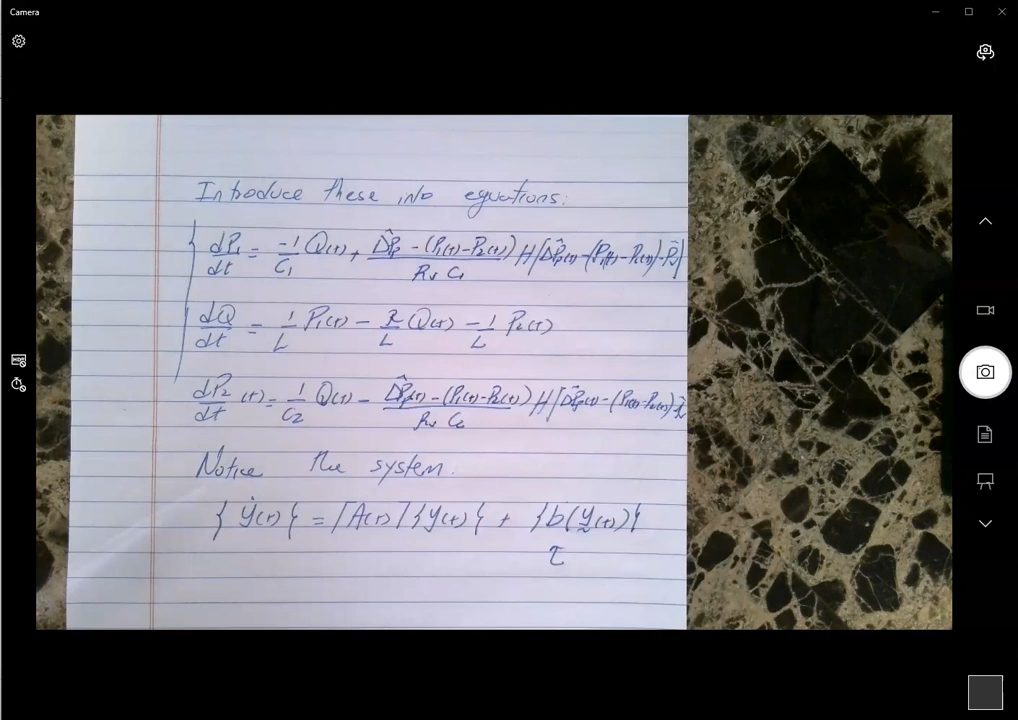 Camera
Introduce these into equations:
dP₁/dt = -1/C₁ Q(t) + (ΔP̂p - (P₁(t)-P₂(t)))/(Rv C₁) H[ΔP̂p(t) - (P₁(t) - P₂(t)) - P̂v]
dQ/dt = 1/L P₁(t) - R/L Q(t) - 1/L P₂(t)
dP₂/dt (t) = 1/C₂ Q(t) - (ΔP̂p(t) - (P₁(t)-P₂(t)))/(Rv C₂) H[ΔP̂p(t) - (P₁(t)-P₂(t))
Notice the system.
{ẏ(t)} = [A(t)]{y(t)} + {b(y(t))}
τ